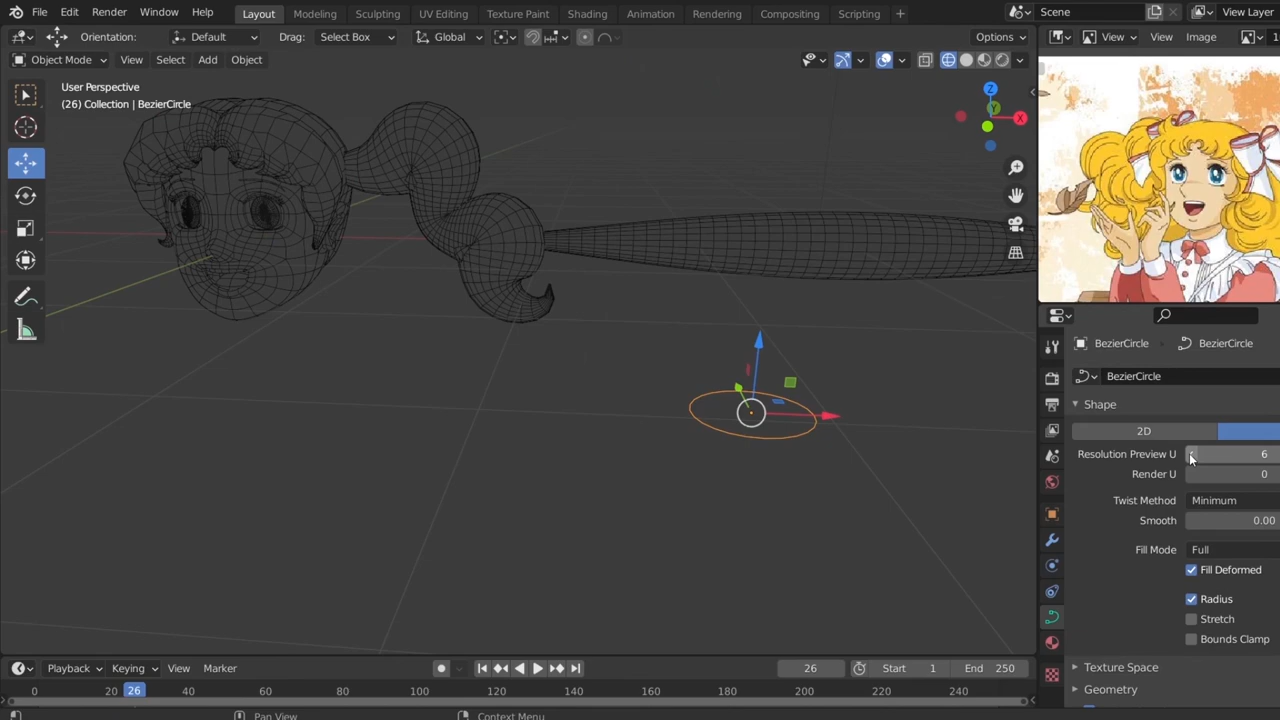 File Edit Render Window Help Layout Modeling Sculpting UV Editing Texture Paint Shading Animation Rendering Compositing Scripting + Scene View Layer
Orientation: Default Drag: Select Box Global Options View View Image
Object Mode View Select Add Object
User Perspective
(26) Collection | BezierCircle
Z
Y
X
BezierCircle BezierCircle
BezierCircle
Shape
2D
Resolution Preview U 6
Render U 0
Twist Method Minimum
Smooth 0.00
Fill Mode Full
Fill Deformed
Radius
Stretch
Bounds Clamp
Texture Space
Geometry
Playback Keying View Marker 26 Start 1 End 250
0 20 26 40 60 80 100 120 140 160 180 200 220 240
Pan View Context Menu